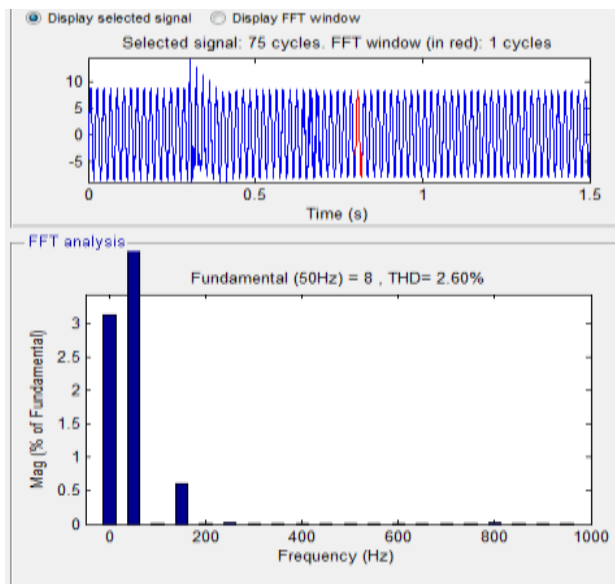 Display selected signal Display FFT window
Selected signal: 75 cycles. FFT window (in red): 1 cycles
10
5
0
-5
0 0.5 1 1.5
Time (s)
FFT analysis
Fundamental (50Hz) = 8 , THD= 2.60%
3
2.5
2
1.5
1
0.5
0
Mag (% of Fundamental)
0 200 400 600 800 1000
Frequency (Hz)